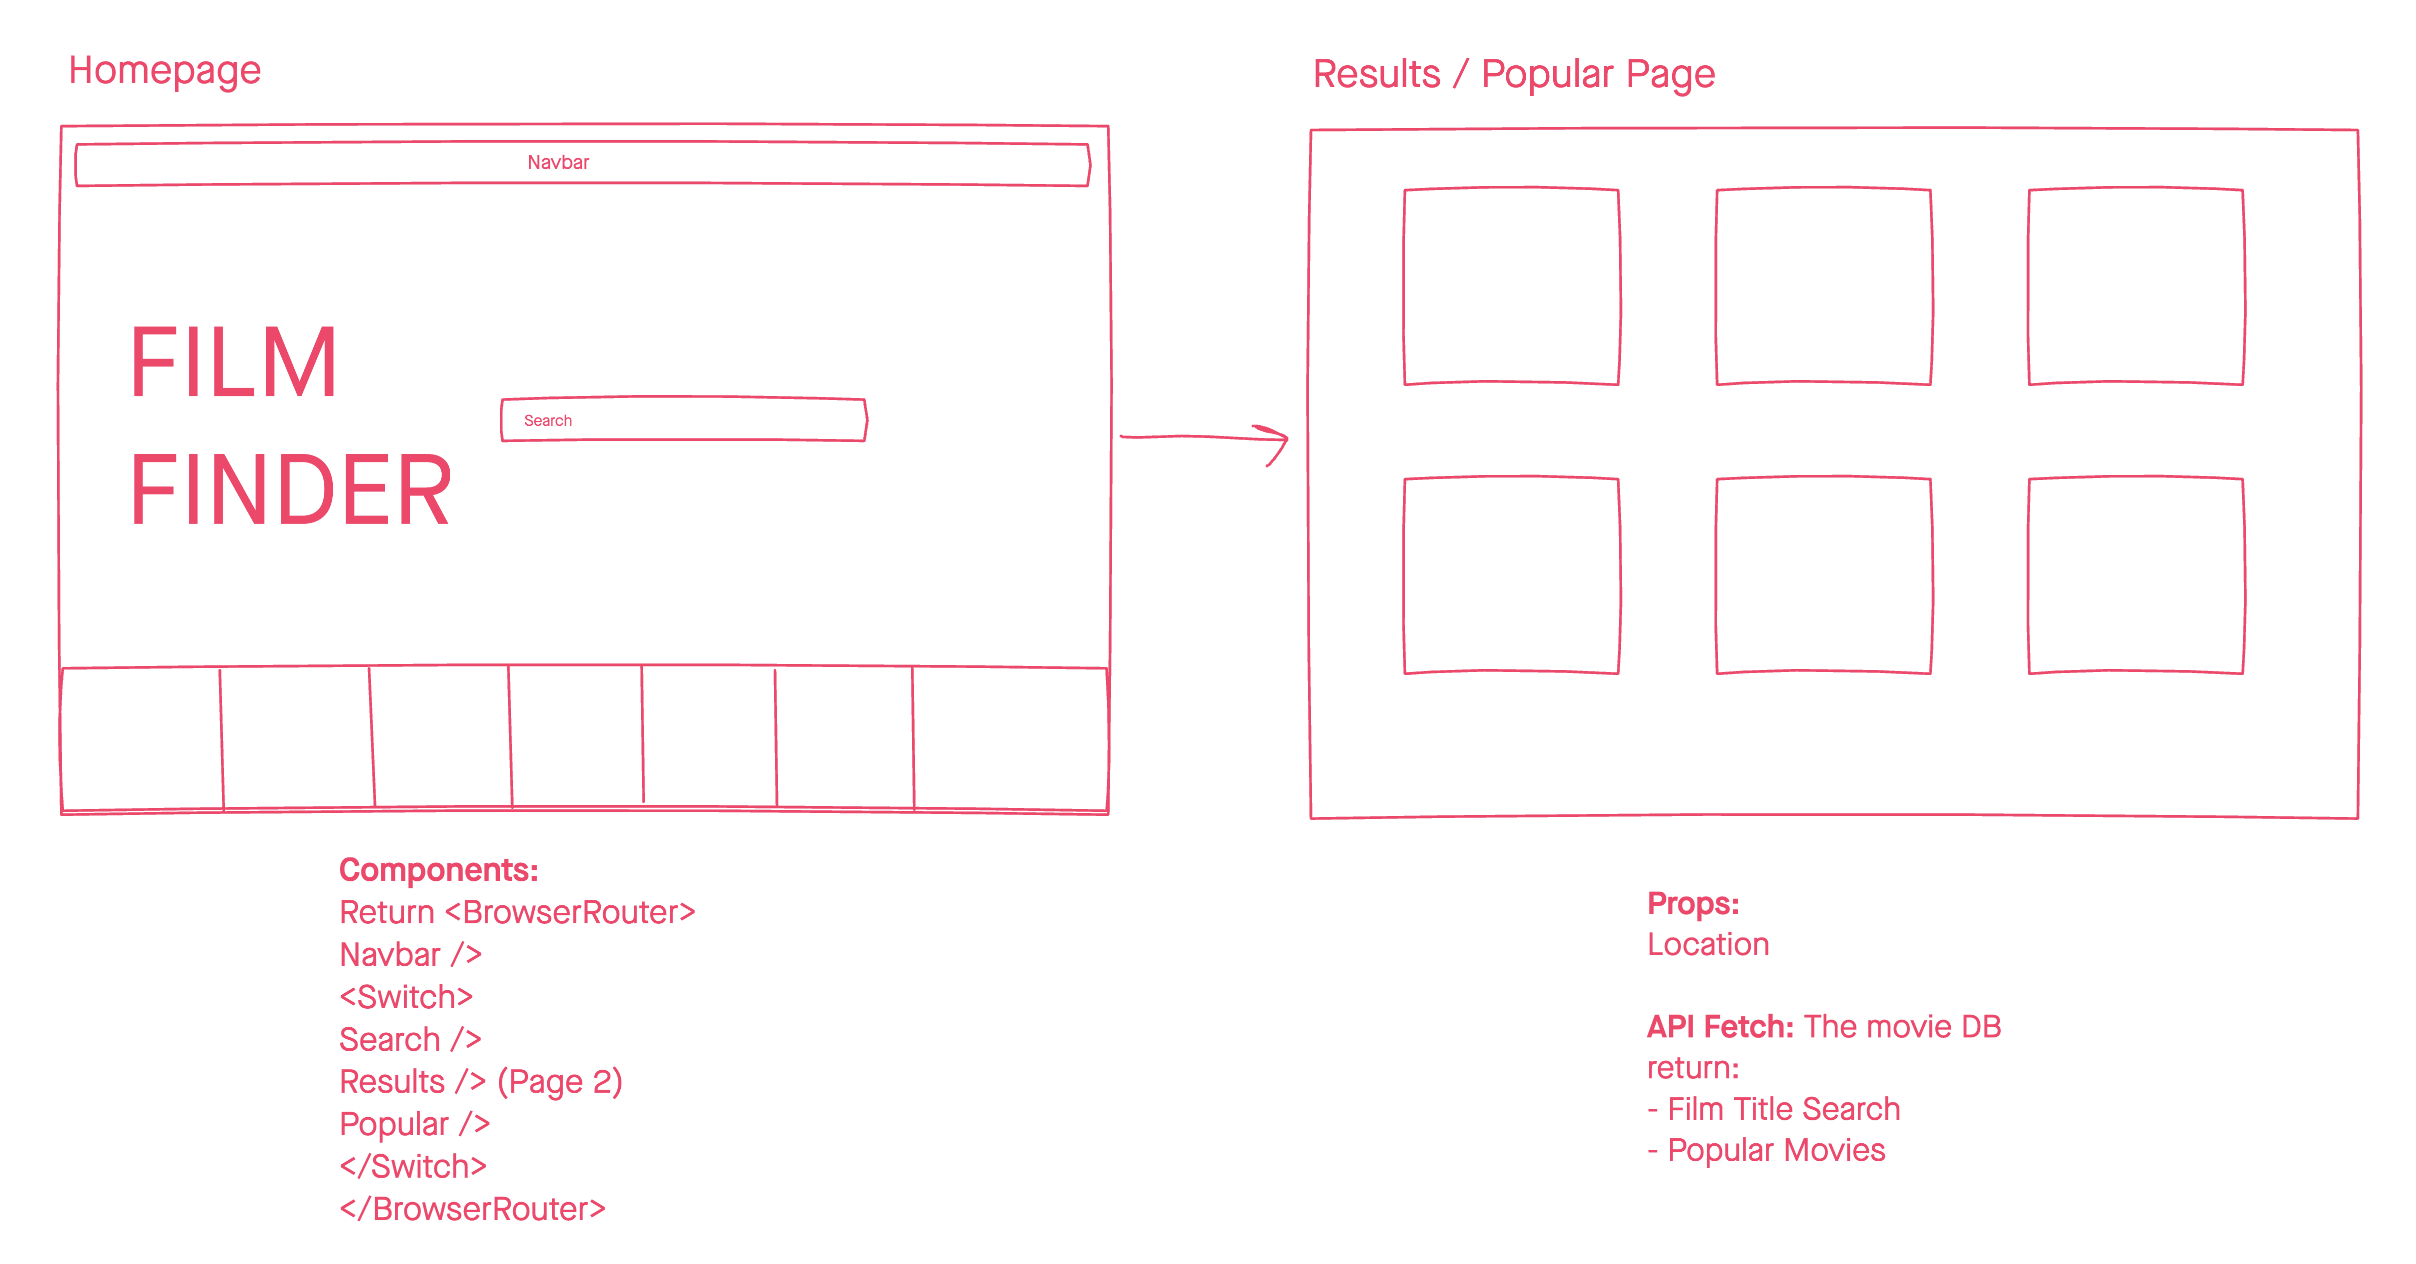 Homepage
Navbar
FILM
FINDER
Search
Components:
Return <BrowserRouter>
Navbar />
<Switch>
Search />
Results /> (Page 2)
Popular />
</Switch>
</BrowserRouter>
Results / Popular Page
Props:
Location
API Fetch: The movie DB
return:
- Film Title Search
- Popular Movies